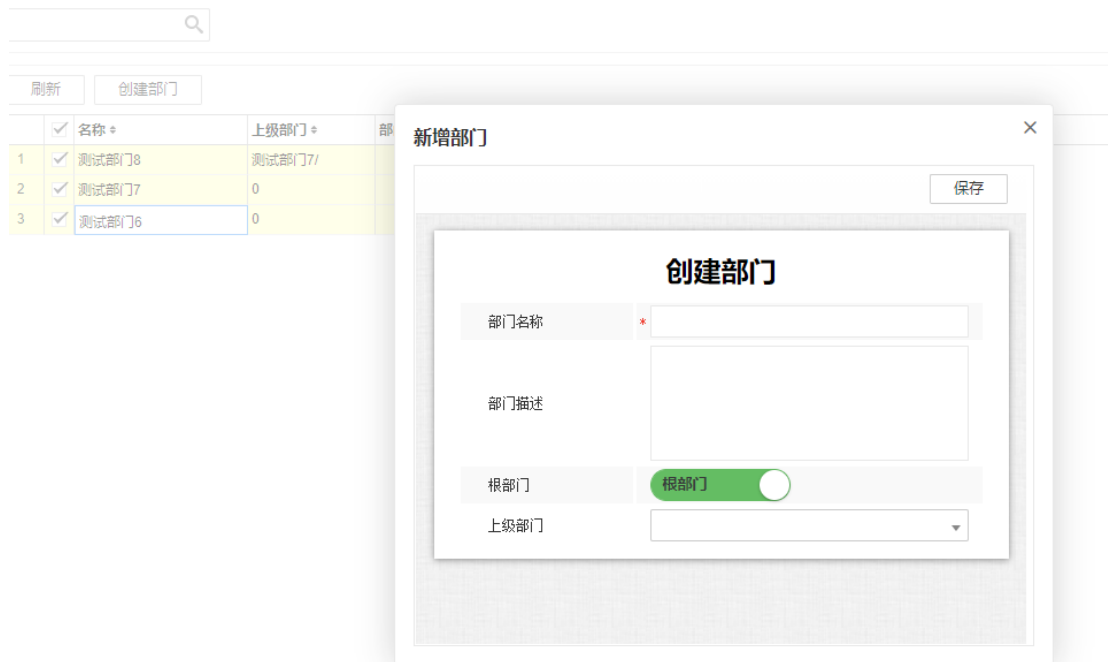 刷新 创建部门
名称 上级部门 部
1 测试部门8 测试部门7/
2 测试部门7 0
3 测试部门6 0
新增部门
保存
创建部门
部门名称 *
部门描述
根部门 根部门
上级部门